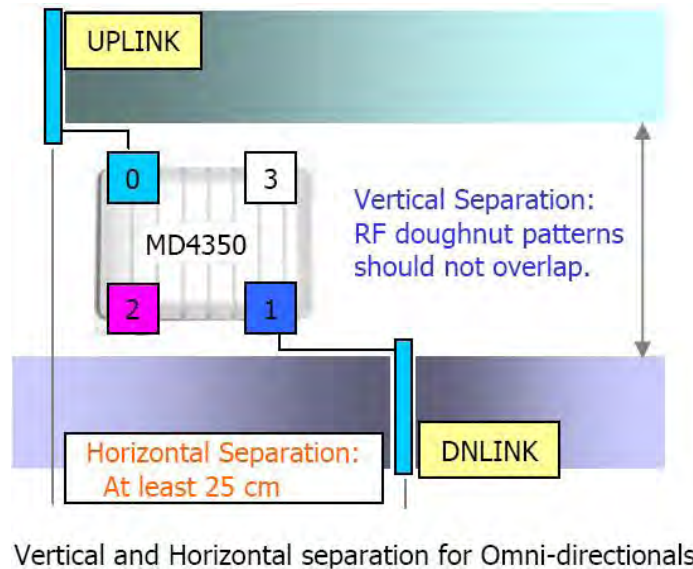 UPLINK
0
3
MD4350
Vertical Separation:
RF doughnut patterns
should not overlap.
2
1
Horizontal Separation:
At least 25 cm
DNLINK
Vertical and Horizontal separation for Omni-directionals